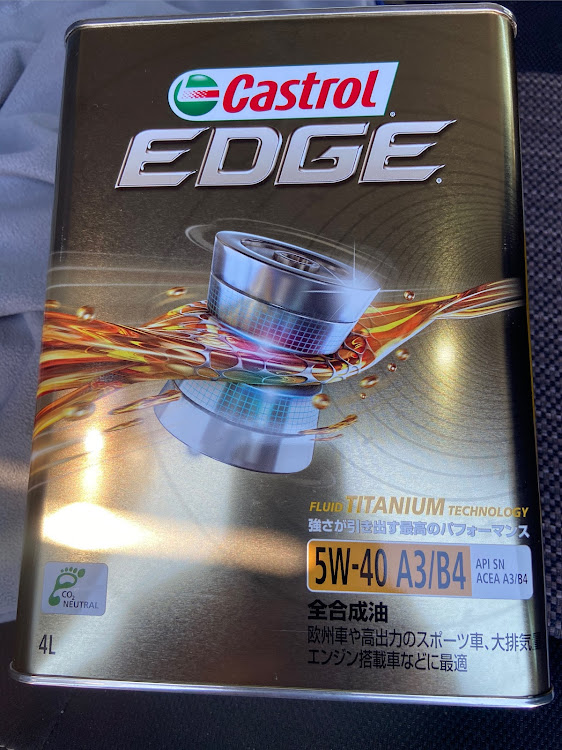 Castrol
EDGE
FLUID TITANIUM TECHNOLOGY
強さが引き出す最高のパフォーマンス
5W-40 A3/B4
API SN
ACEA A3/B4
全合成油
欧州車や高出力のスポーツ車、大排気量
エンジン搭載車などに最適
CO2
NEUTRAL
4L